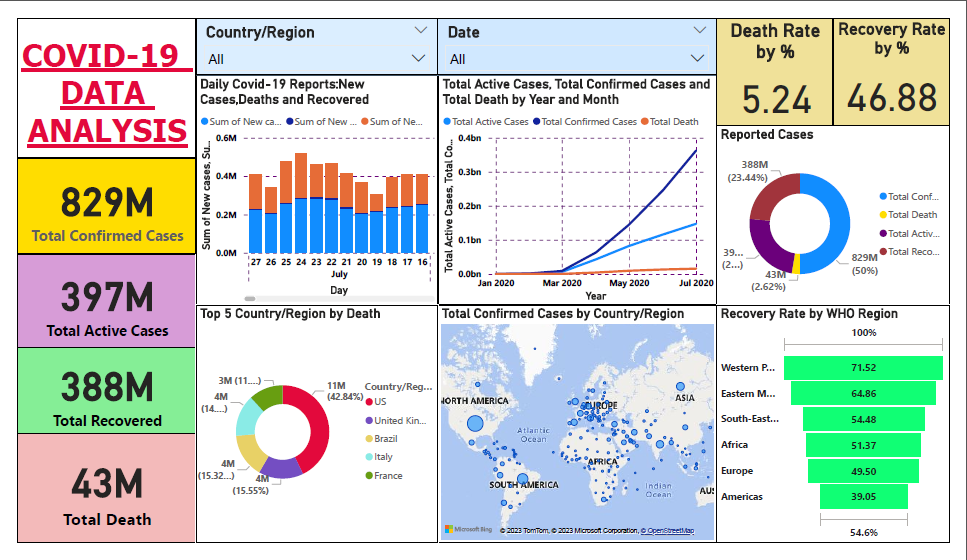 COVID-19
DATA
ANALYSIS
829M
Total Confirmed Cases
397M
Total Active Cases
388M
Total Recovered
43M
Total Death
Country/Region
All
Date
All
Death Rate
by %
5.24
Recovery Rate
by %
46.88
Daily Covid-19 Reports:New
Cases,Deaths and Recovered
Sum of New ca... Sum of New ... Sum of Ne...
Sum of New cases, Su...
0.6M
0.4M
0.2M
0.0M
27 26 25 24 23 22 21 20 19 18 17 16
July
Day
Total Active Cases, Total Confirmed Cases and
Total Death by Year and Month
Total Active Cases Total Confirmed Cases Total Death
Total Active Cases, Total Co...
0.4bn
0.3bn
0.2bn
0.1bn
0.0bn
Jan 2020 Mar 2020 May 2020 Jul 2020
Year
Reported Cases
388M
(23.44%)
39...
(2...)
43M
(2.62%)
829M
(50%)
Total Conf...
Total Death
Total Activ...
Total Reco...
Top 5 Country/Region by Death
3M (11....)
4M
(14....)
4M
(15.32...)
4M
(15.55%)
11M
(42.84%)
Country/Reg...
US
United Kin...
Brazil
Italy
France
Total Confirmed Cases by Country/Region
NORTH AMERICA
EUROPE
ASIA
Atlantic
Ocean
AFRICA
SOUTH AMERICA
Indian
Ocean
AUS
Microsoft Bing
© 2023 TomTom, © 2023 Microsoft Corporation, © OpenStreetMap
Recovery Rate by WHO Region
100%
Western P... 71.52
Eastern M... 64.86
South-East... 54.48
Africa 51.37
Europe 49.50
Americas 39.05
54.6%